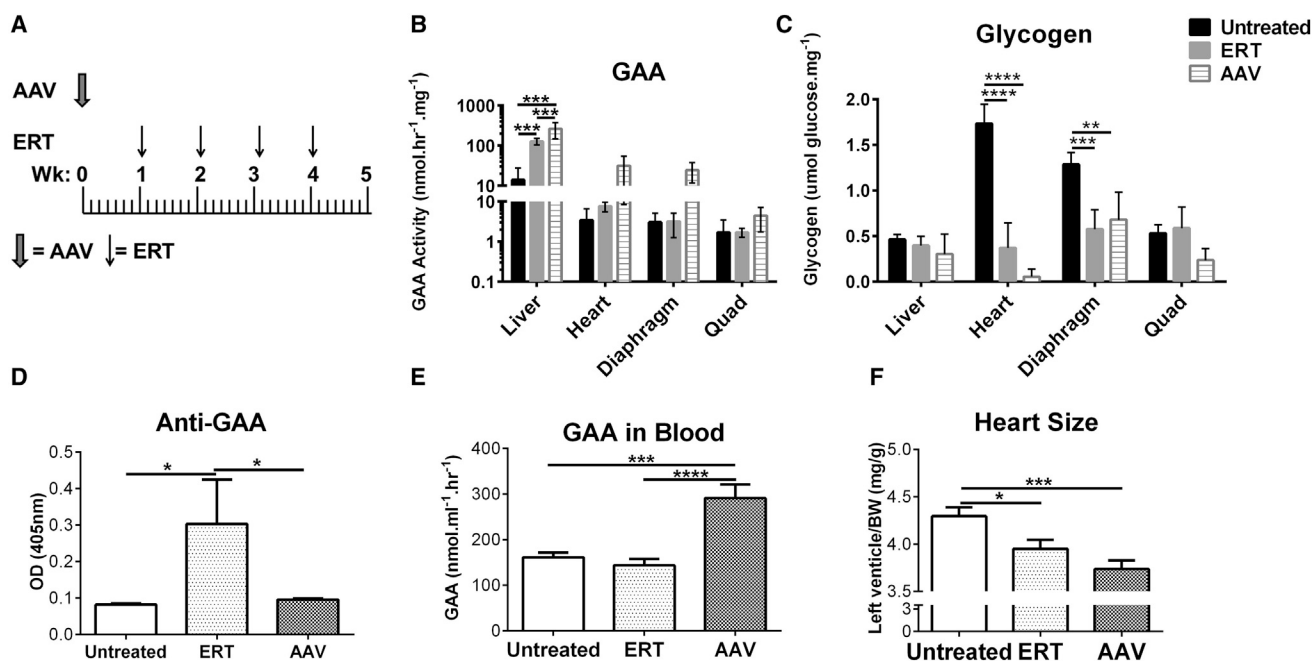 A
AAV
ERT
Wk: 0 1 2 3 4 5
= AAV = ERT
B
GAA
GAA Activity (nmol.hr⁻¹.mg⁻¹)
1000
100
10
10
1
0.1
***
***
***
Liver
Heart
Diaphragm
Quad
C
Glycogen
Untreated
ERT
AAV
Glycogen (umol glucose.mg⁻¹)
2.0
1.5
1.0
0.5
0.0
****
****
**
***
Liver
Heart
Diaphragm
Quad
D
Anti-GAA
OD (405nm)
0.5
0.4
0.3
0.2
0.1
0.0
* *
Untreated ERT AAV
E
GAA in Blood
GAA (nmol.ml⁻¹.hr⁻¹)
400
300
200
100
0
***
****
Untreated ERT AAV
F
Heart Size
Left venticle/BW (mg/g)
5.0
4.5
4.0
3.5
3
0
***
*
Untreated ERT AAV